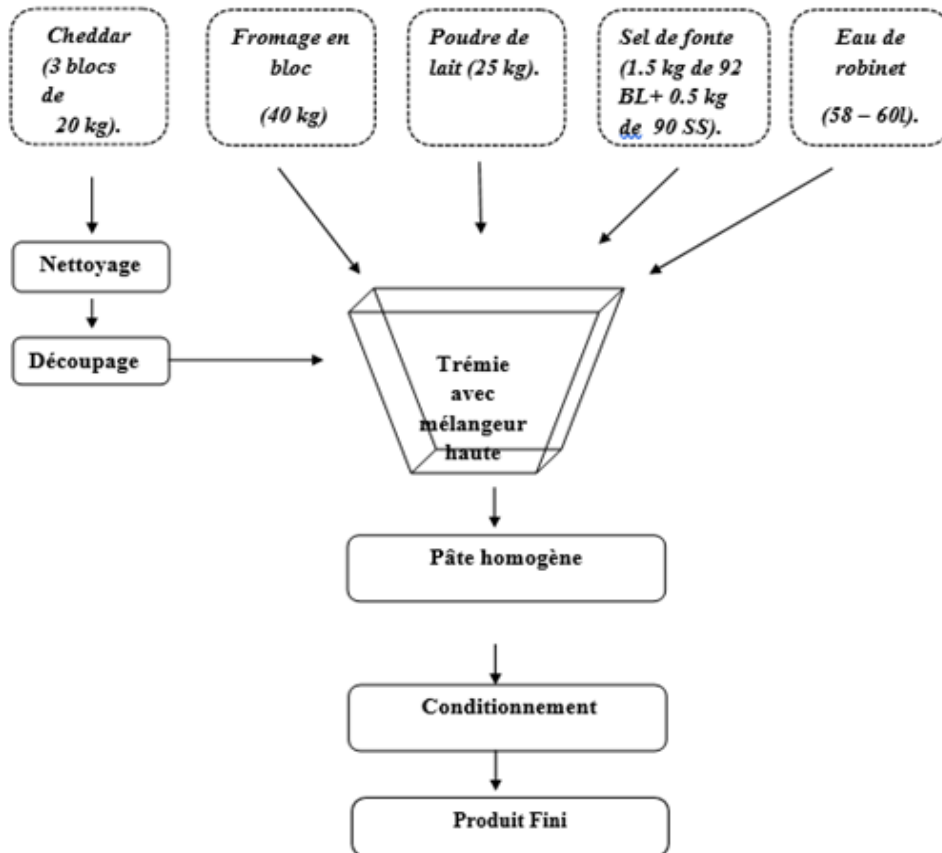 Cheddar
(3 blocs
de
20 kg).
Fromage en
bloc
(40 kg)
Poudre de
lait (25 kg).
Sel de fonte
(1.5 kg de 92
BL+ 0.5 kg
de 90 SS).
Eau de
robinet
(58 – 60l).
Nettoyage
Découpage
Trémie
avec
mélangeur
haute
Pâte homogène
Conditionnement
Produit Fini